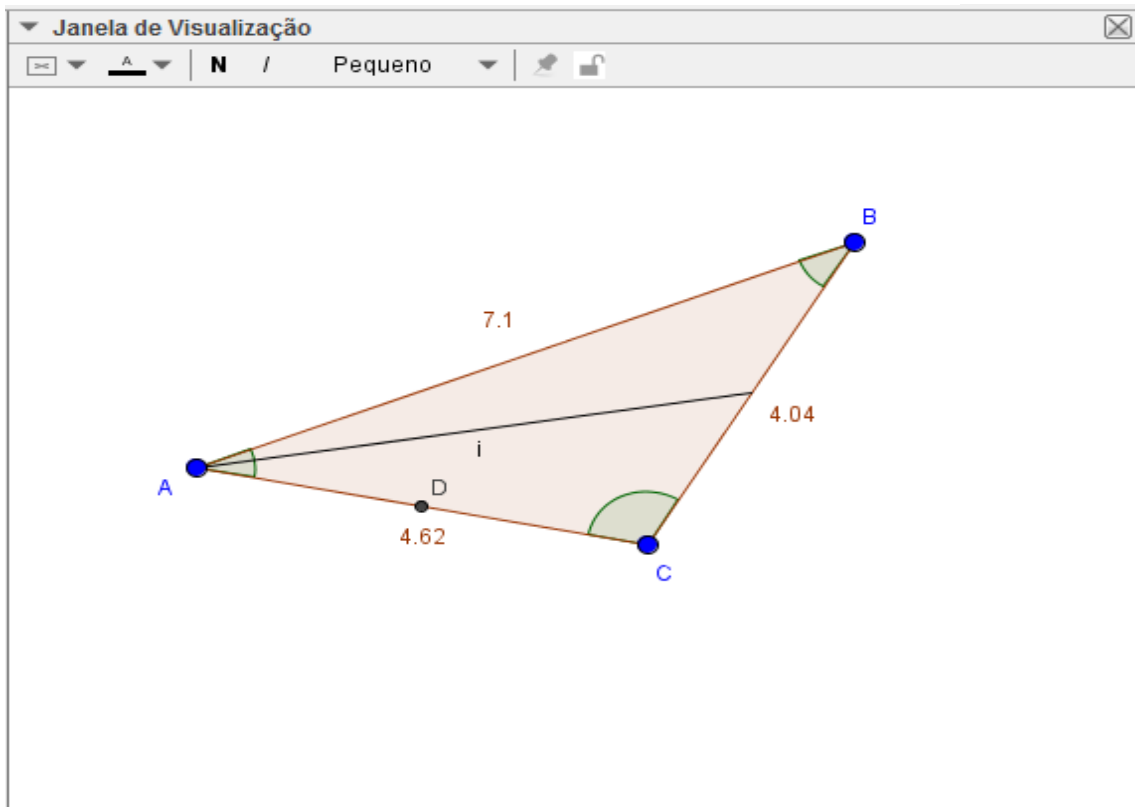 Janela de Visualização
A N I Pequeno
B
7.1
4.04
i
A
D
4.62
C